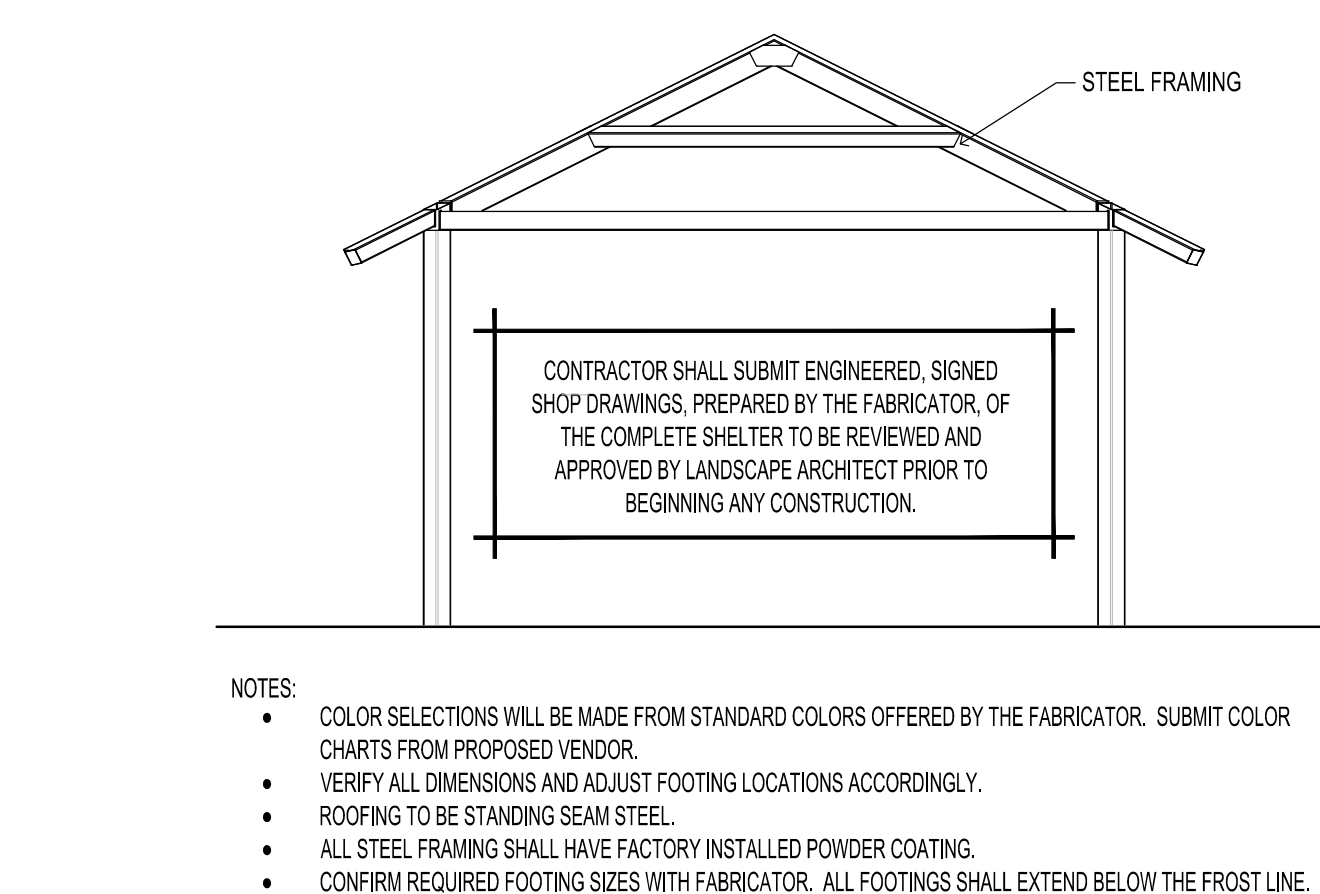 STEEL FRAMING
CONTRACTOR SHALL SUBMIT ENGINEERED, SIGNED
SHOP DRAWINGS, PREPARED BY THE FABRICATOR, OF
THE COMPLETE SHELTER TO BE REVIEWED AND
APPROVED BY LANDSCAPE ARCHITECT PRIOR TO
BEGINNING ANY CONSTRUCTION.
NOTES:
• COLOR SELECTIONS WILL BE MADE FROM STANDARD COLORS OFFERED BY THE FABRICATOR. SUBMIT COLOR
CHARTS FROM PROPOSED VENDOR.
• VERIFY ALL DIMENSIONS AND ADJUST FOOTING LOCATIONS ACCORDINGLY.
• ROOFING TO BE STANDING SEAM STEEL.
• ALL STEEL FRAMING SHALL HAVE FACTORY INSTALLED POWDER COATING.
• CONFIRM REQUIRED FOOTING SIZES WITH FABRICATOR. ALL FOOTINGS SHALL EXTEND BELOW THE FROST LINE.